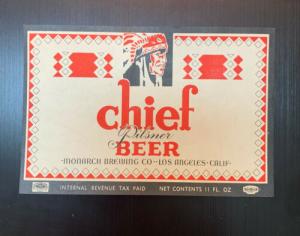 chief
Pilsner
BEER
-MONARCH BREWING CO--LOS ANGELES-CALIF-
INTERNAL REVENUE TAX PAID NET CONTENTS 11 FL. OZ